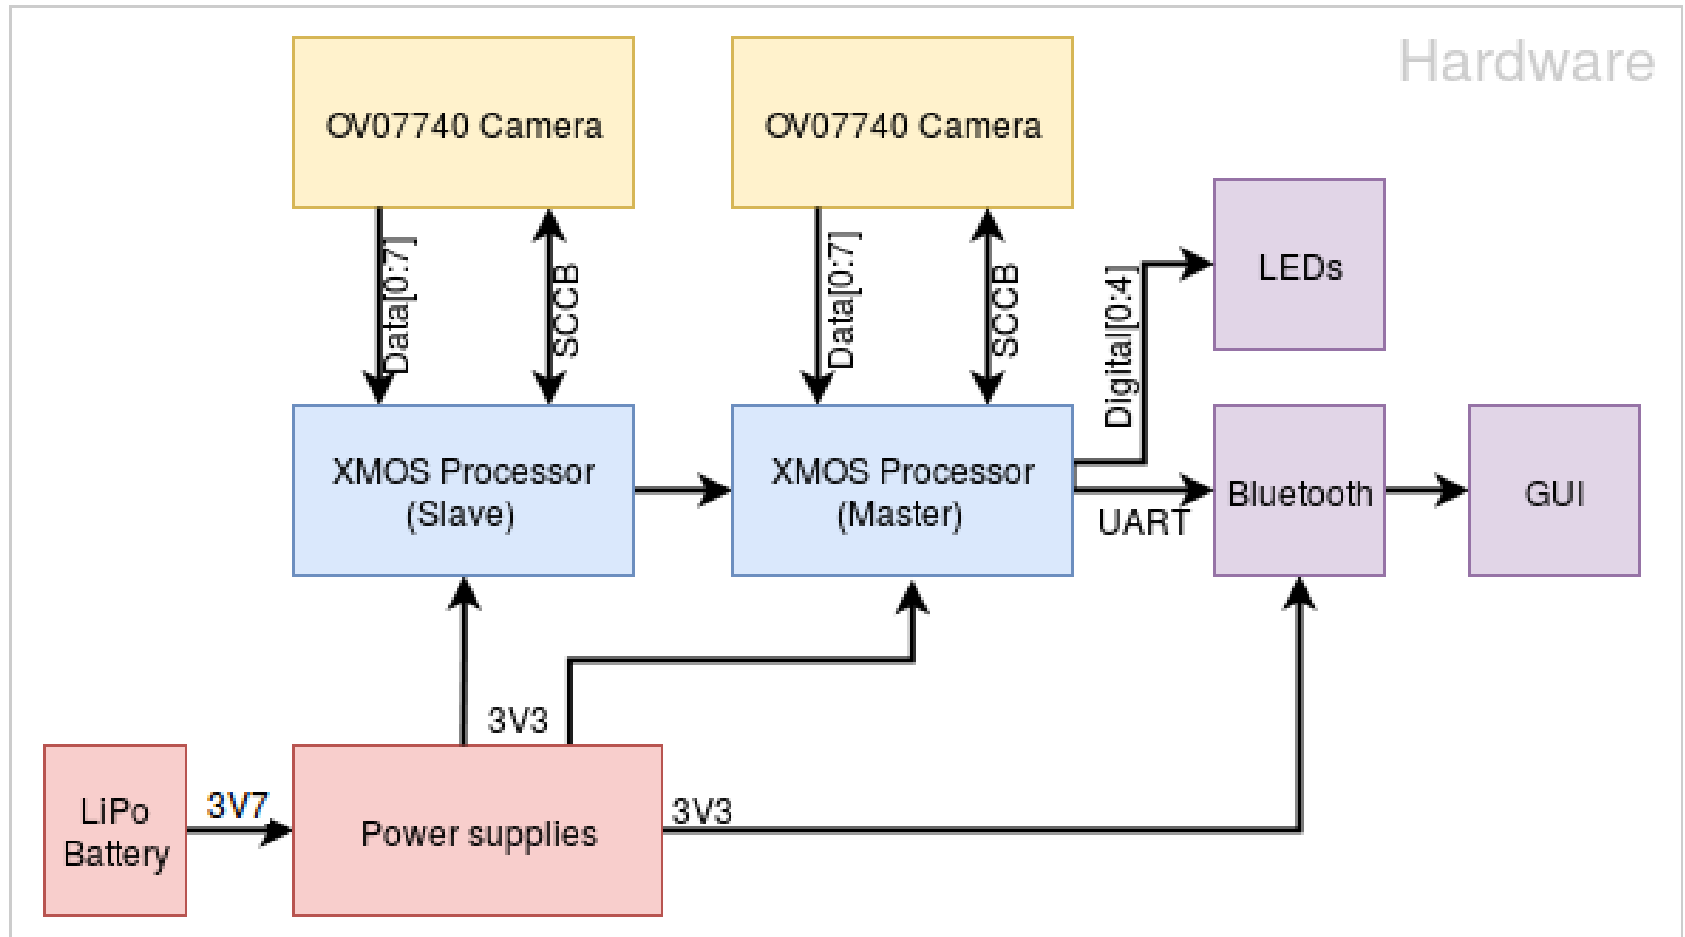 Hardware
OV07740 Camera
OV07740 Camera
LEDs
Data[0:7]
SCCB
Data[0:7]
SCCB
Digital[0:4]
XMOS Processor
(Slave)
XMOS Processor
(Master)
UART
Bluetooth
GUI
3V3
LiPo
Battery
3V7
Power supplies
3V3